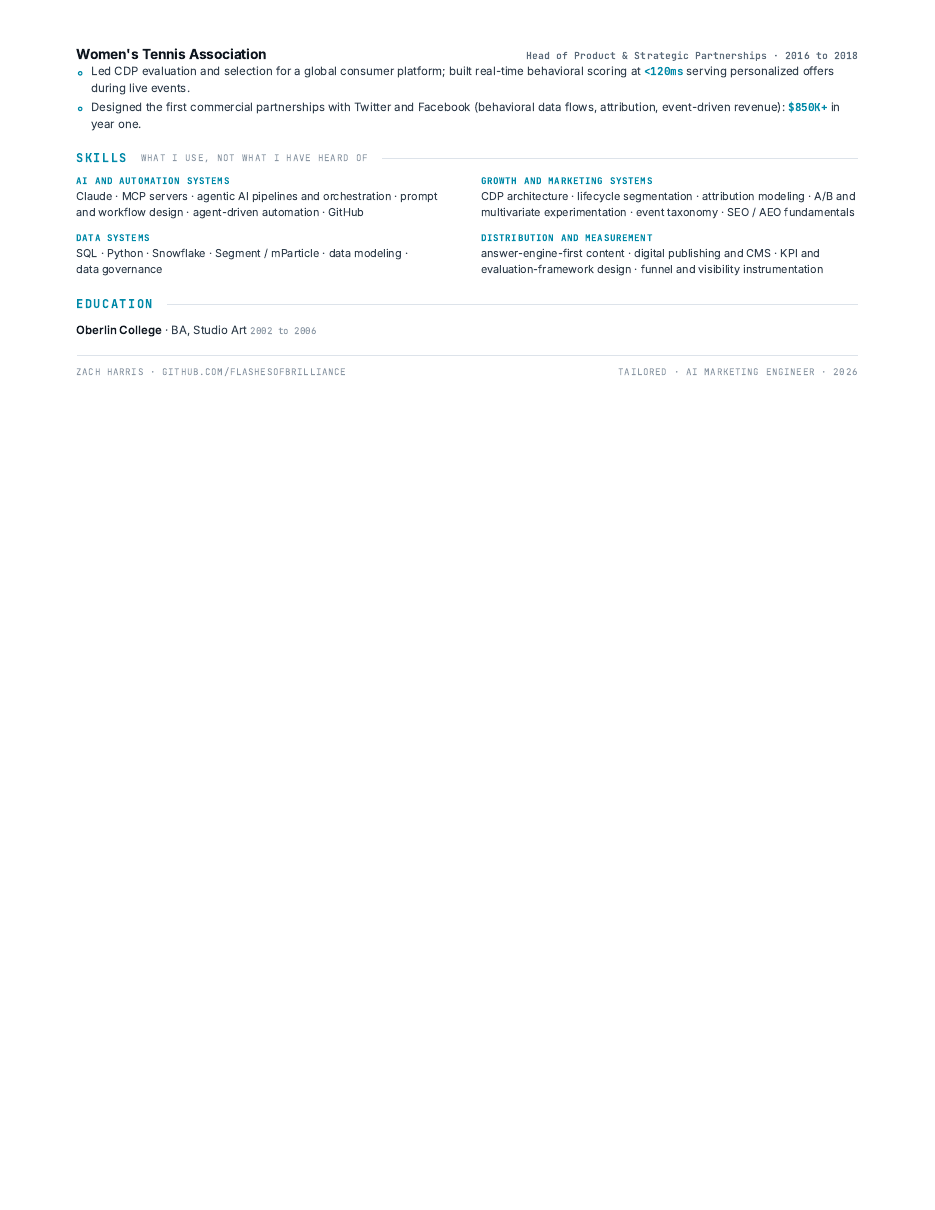 Women's Tennis Association
Head of Product & Strategic Partnerships · 2016 to 2018
Led CDP evaluation and selection for a global consumer platform; built real-time behavioral scoring at <120ms serving personalized offers
during live events.
Designed the first commercial partnerships with Twitter and Facebook (behavioral data flows, attribution, event-driven revenue): $850K+ in
year one.
SKILLS WHAT I USE, NOT WHAT I HAVE HEARD OF
AI AND AUTOMATION SYSTEMS
Claude · MCP servers · agentic AI pipelines and orchestration · prompt
and workflow design · agent-driven automation · GitHub
GROWTH AND MARKETING SYSTEMS
CDP architecture · lifecycle segmentation · attribution modeling · A/B and
multivariate experimentation · event taxonomy · SEO / AEO fundamentals
DATA SYSTEMS
SQL · Python · Snowflake · Segment / mParticle · data modeling ·
data governance
DISTRIBUTION AND MEASUREMENT
answer-engine-first content · digital publishing and CMS · KPI and
evaluation-framework design · funnel and visibility instrumentation
EDUCATION
Oberlin College · BA, Studio Art 2002 to 2006
ZACH HARRIS · GITHUB.COM/FLASHESOFBRILLIANCE
TAILORED · AI MARKETING ENGINEER · 2026